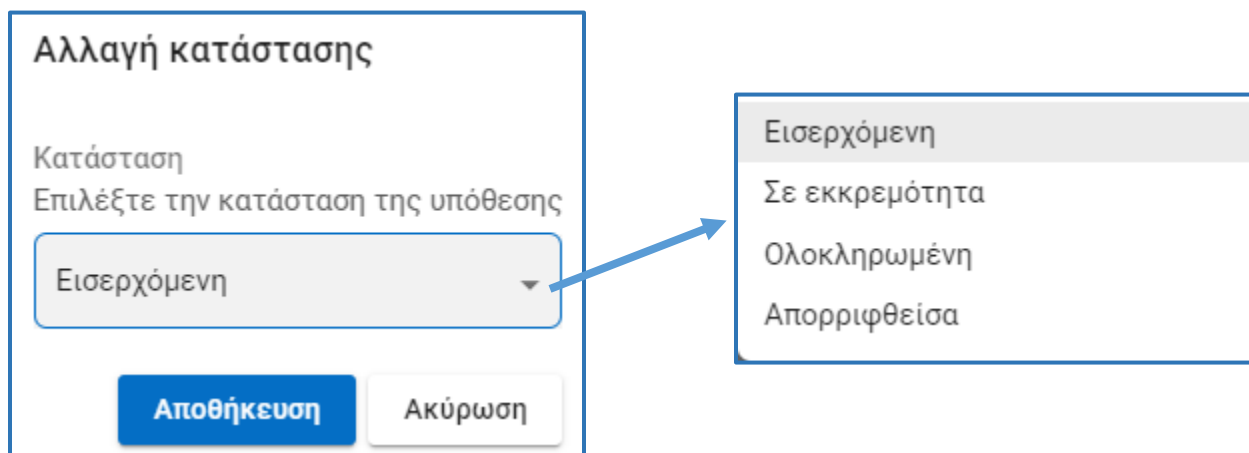 Αλλαγή κατάστασης
Κατάσταση
Επιλέξτε την κατάσταση της υπόθεσης
Εισερχόμενη
Αποθήκευση
Ακύρωση
Εισερχόμενη
Σε εκκρεμότητα
Ολοκληρωμένη
Απορριφθείσα